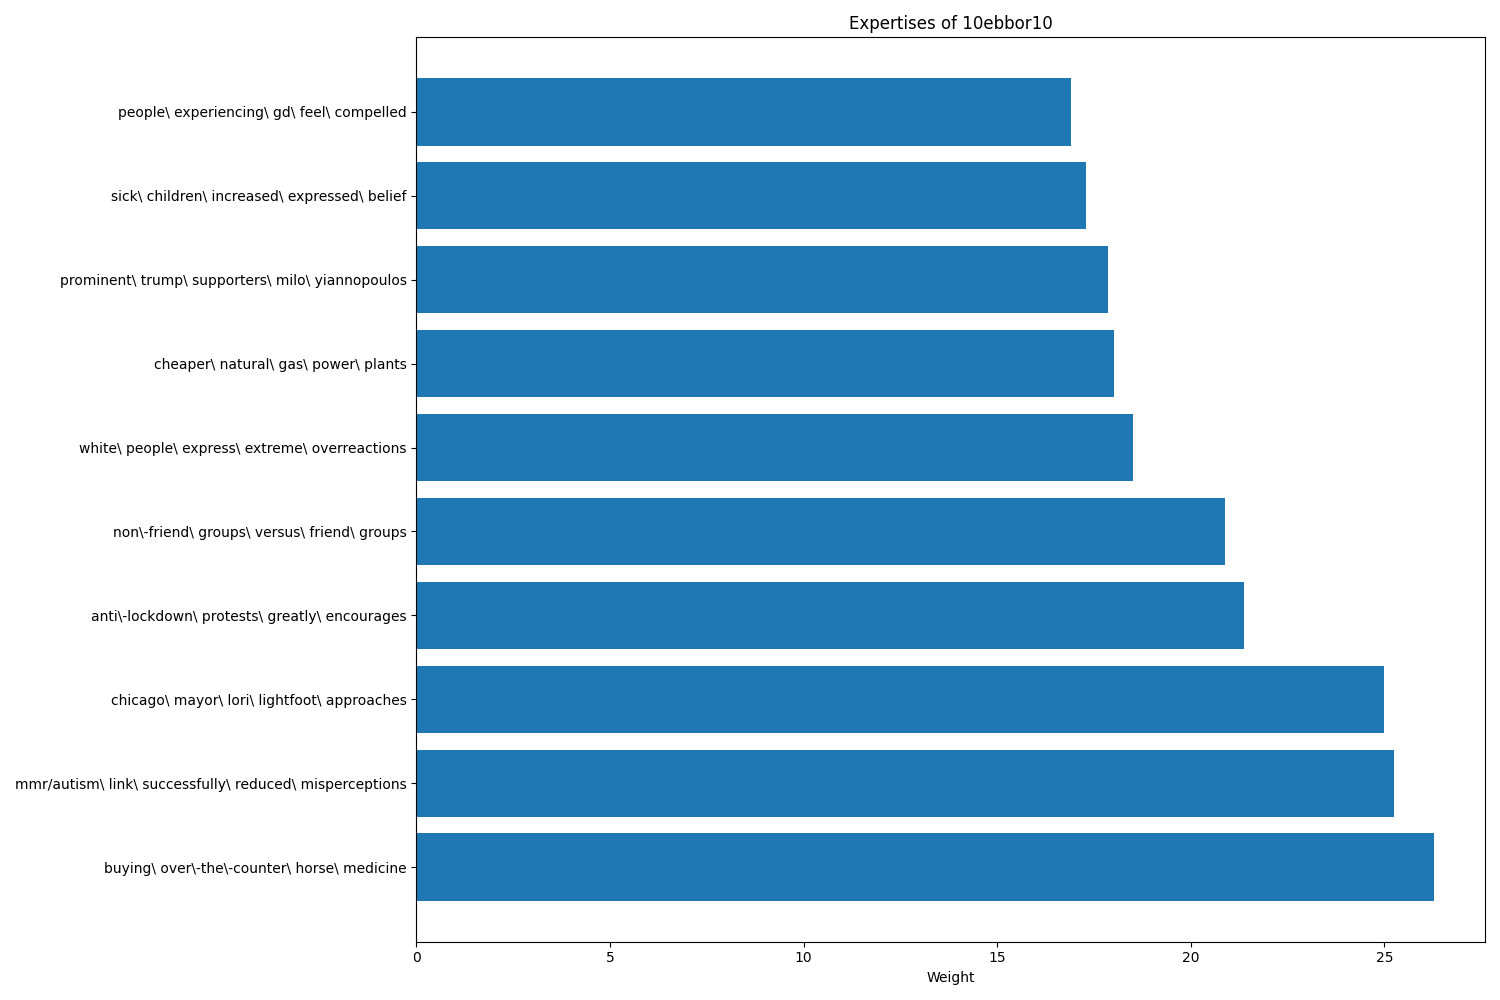 Expertises of 10ebbor10
people\ experiencing\ gd\ feel\ compelled
sick\ children\ increased\ expressed\ belief
prominent\ trump\ supporters\ milo\ yiannopoulos
cheaper\ natural\ gas\ power\ plants
white\ people\ express\ extreme\ overreactions
non\-friend\ groups\ versus\ friend\ groups
anti\-lockdown\ protests\ greatly\ encourages
chicago\ mayor\ lori\ lightfoot\ approaches
mmr/autism\ link\ successfully\ reduced\ misperceptions
buying\ over\-the\-counter\ horse\ medicine
0 5 10 15 20 25
Weight